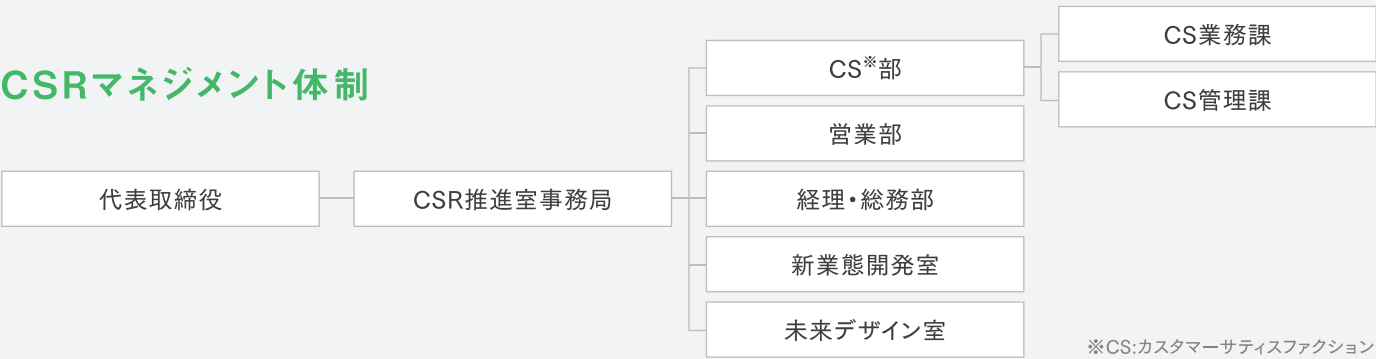 CSRマネジメント体制
代表取締役
CSR推進室事務局
CS※部
営業部
経理・総務部
新業態開発室
未来デザイン室
CS業務課
CS管理課
※CS:カスタマーサティスファクション